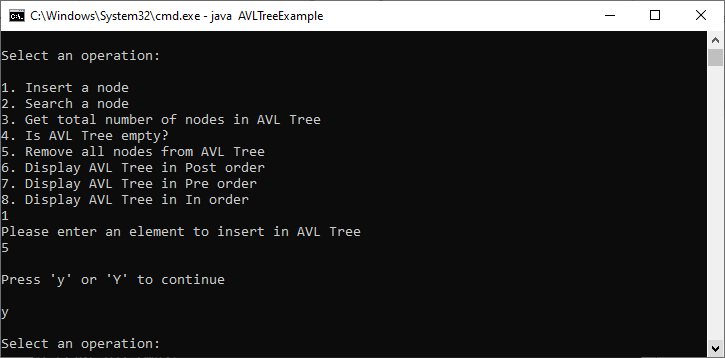 C:\Windows\System32\cmd.exe - java  AVLTreeExample
Select an operation:
1. Insert a node
2. Search a node
3. Get total number of nodes in AVL Tree
4. Is AVL Tree empty?
5. Remove all nodes from AVL Tree
6. Display AVL Tree in Post order
7. Display AVL Tree in Pre order
8. Display AVL Tree in In order
1
Please enter an element to insert in AVL Tree
5
Press 'y' or 'Y' to continue
y
Select an operation: